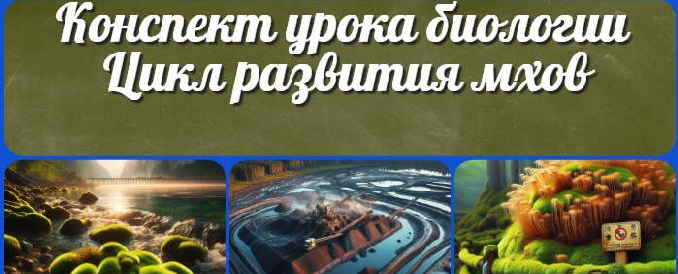 Конспект урока биологии
Цикл развития мхов